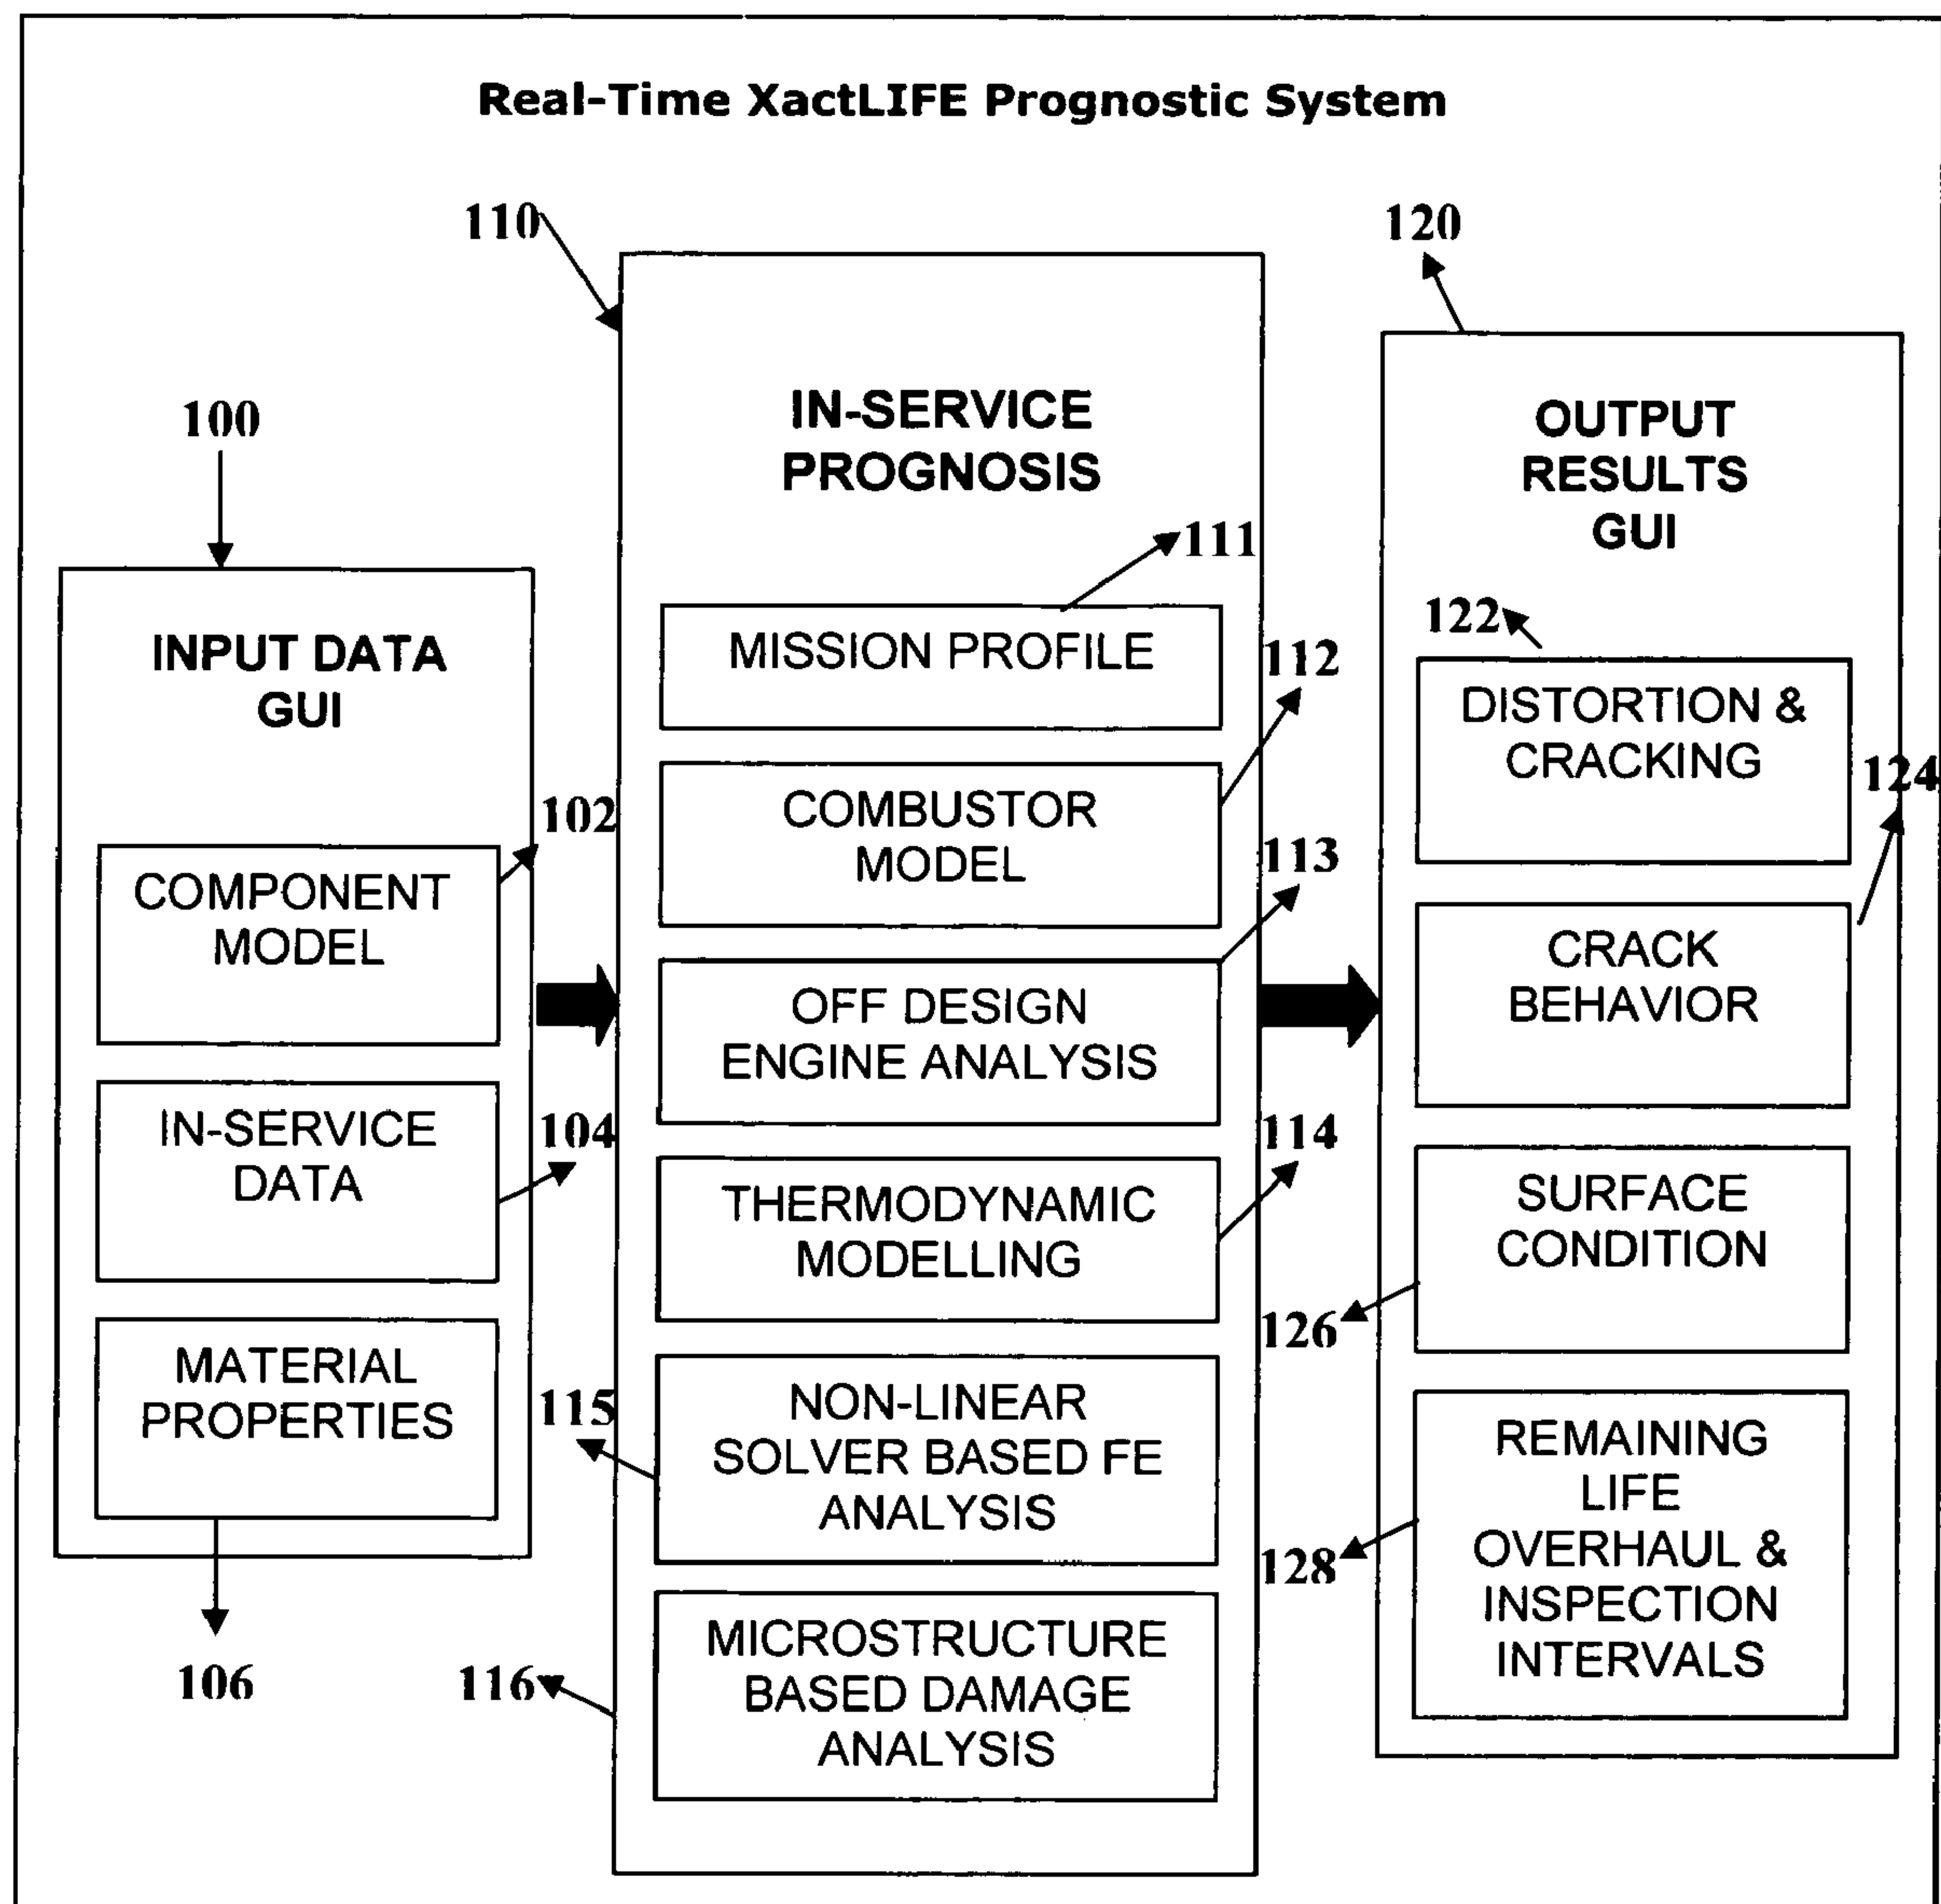 Real-Time XactLIFE Prognostic System
100
INPUT DATA
GUI
102
COMPONENT
MODEL
104
IN-SERVICE
DATA
MATERIAL
PROPERTIES
106
110
IN-SERVICE
PROGNOSIS
111
MISSION PROFILE
112
COMBUSTOR
MODEL
113
OFF DESIGN
ENGINE ANALYSIS
114
THERMODYNAMIC
MODELLING
115
NON-LINEAR
SOLVER BASED FE
ANALYSIS
116
MICROSTRUCTURE
BASED DAMAGE
ANALYSIS
120
OUTPUT
RESULTS
GUI
122
DISTORTION &
CRACKING
124
CRACK
BEHAVIOR
SURFACE
CONDITION
126
REMAINING
LIFE
OVERHAUL &
INSPECTION
INTERVALS
128